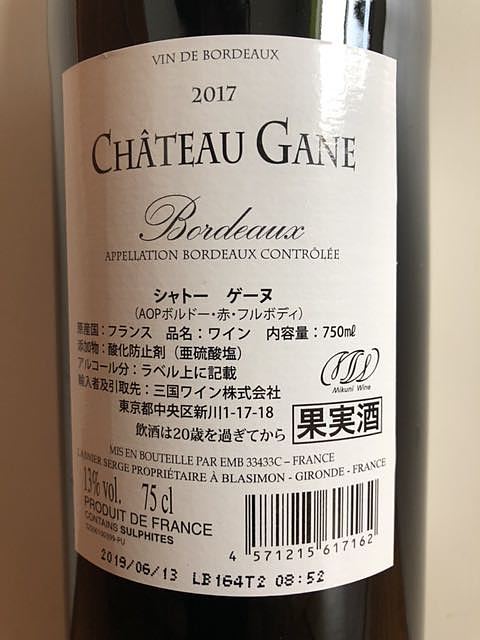 VIN DE BORDEAUX
2017
CHÂTEAU GANE
Bordeaux
APPELLATION BORDEAUX CONTRÔLÉE
シャトー ゲーヌ
（AOPボルドー・赤・フルボディ）
原産国：フランス 品名：ワイン 内容量：750㎖
添加物：酸化防止剤（亜硫酸塩）
アルコール分：ラベル上に記載
輸入者及び引取先：三国ワイン株式会社
東京都中央区新川1-17-18
飲酒は20歳を過ぎてから
Mikuni Wine
果実酒
MIS EN BOUTEILLE PAR EMB 33433C – FRANCE
SERGE PROPRIÉTAIRE À BLASIMON - GIRONDE - FRANCE
13% vol. 75 cl
PRODUIT DE FRANCE
CONTAINS SULPHITES
4 571215 617162
2019/06/13 LB164T2 08:52